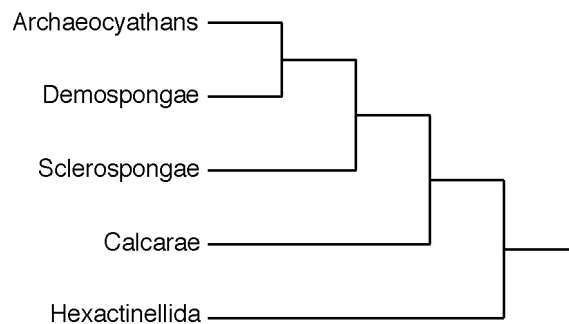 Archaeocyathans
Demospongae
Sclerospongae
Calcarae
Hexactinellida